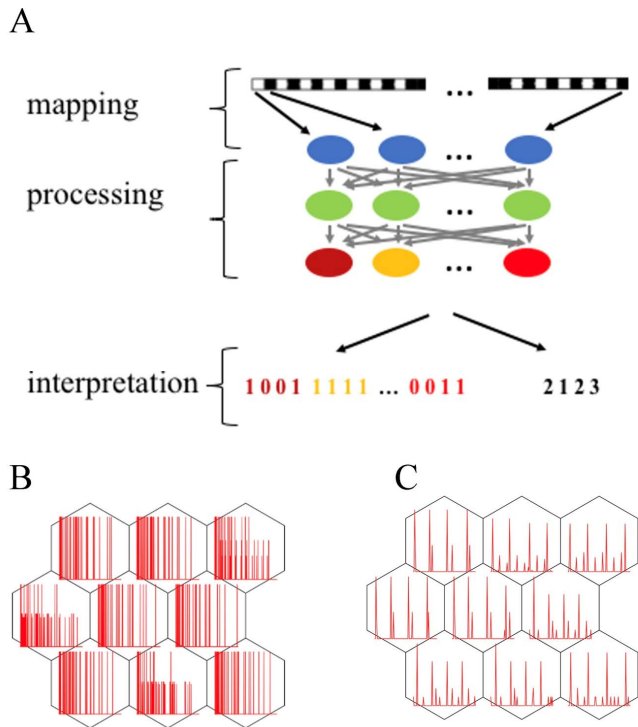 A
mapping
...
processing
...
...
...
interpretation
1001 1111 ... 0011 2123
B
C